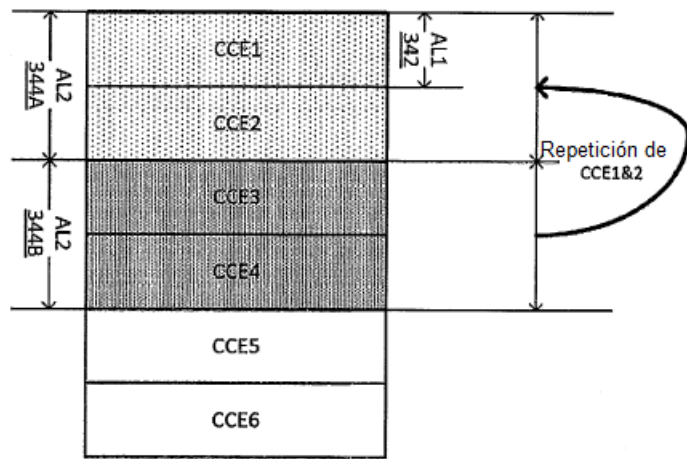 CCE1
CCE2
CCE3
CCE4
CCE5
CCE6
AL2
344A
AL2
344B
AL1
342
Repetición de
CCE1&2